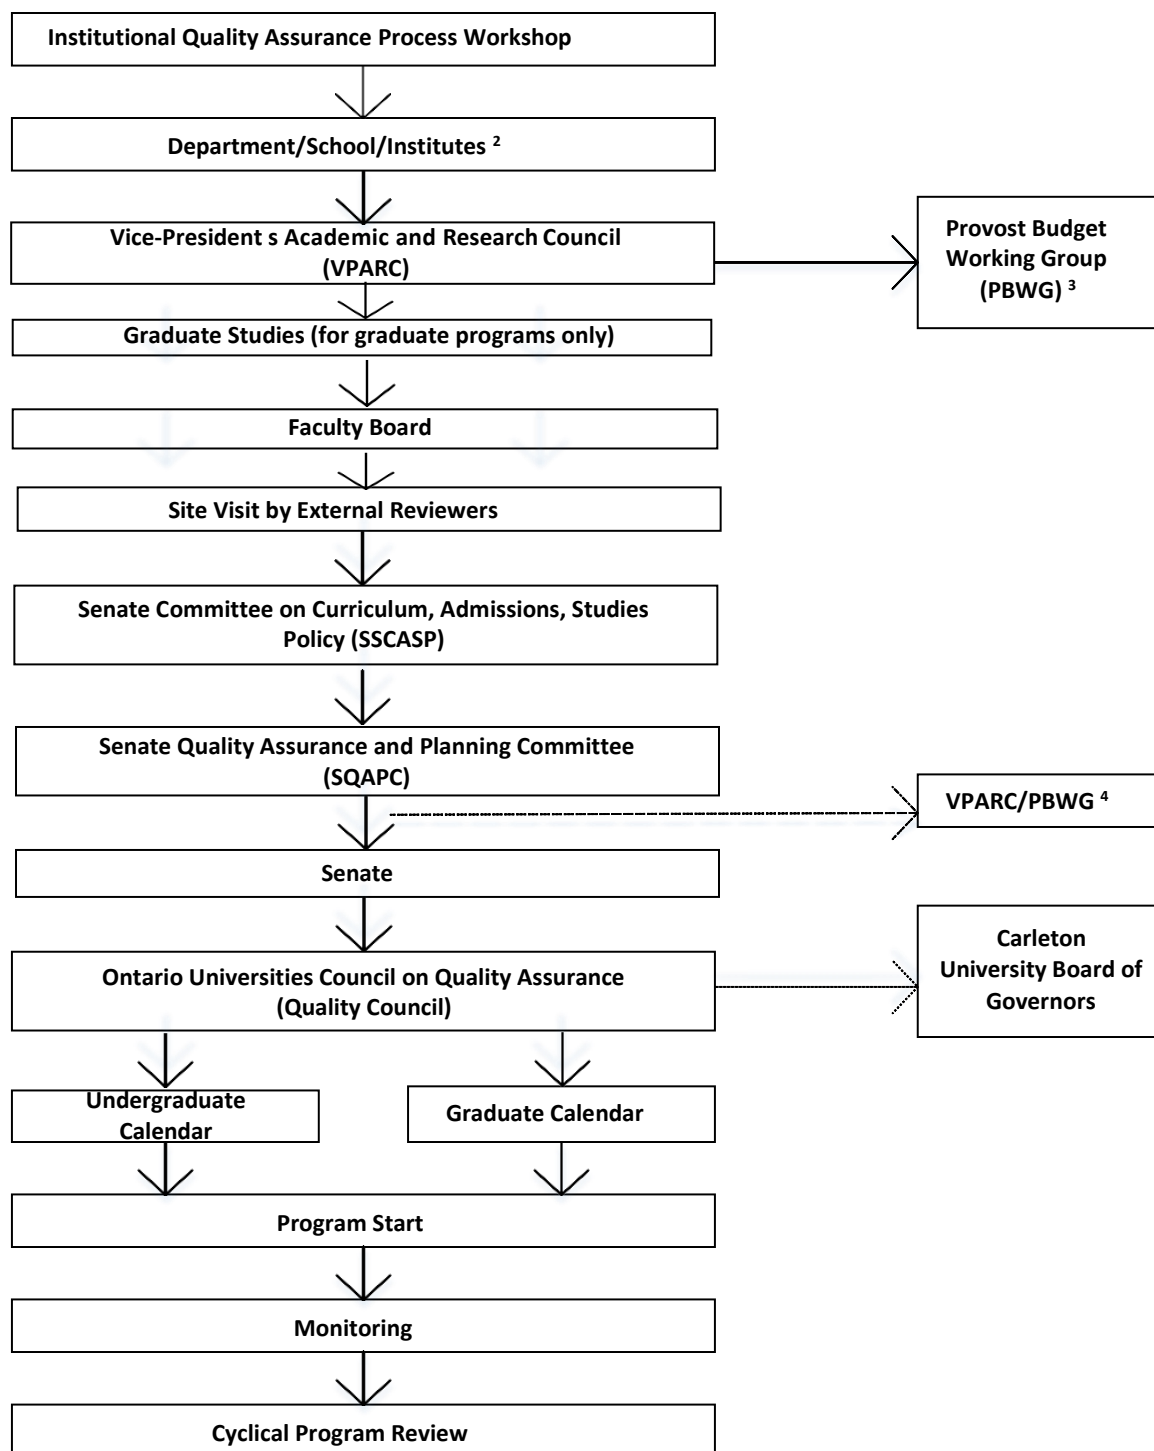 Institutional Quality Assurance Process Workshop
Department/School/Institutes ²
Vice-President s Academic and Research Council
(VPARC)
Provost Budget
Working Group
(PBWG) ³
Graduate Studies (for graduate programs only)
Faculty Board
Site Visit by External Reviewers
Senate Committee on Curriculum, Admissions, Studies
Policy (SSCASP)
Senate Quality Assurance and Planning Committee
(SQAPC)
VPARC/PBWG ⁴
Senate
Ontario Universities Council on Quality Assurance
(Quality Council)
Carleton
University Board of
Governors
Undergraduate
Calendar
Graduate Calendar
Program Start
Monitoring
Cyclical Program Review